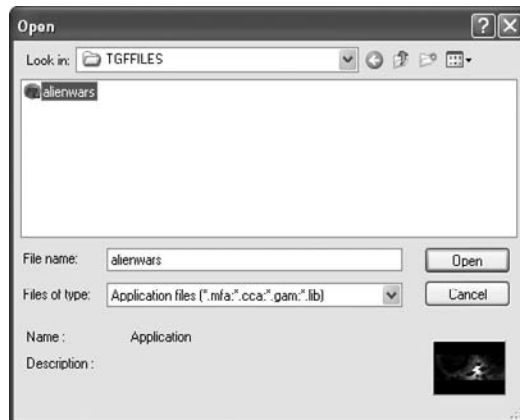 Open
Look in: TGFFILES
alienwars
File name: alienwars Open
Files of type: Application files (*.mfa:*.cca:*.gam:*.lib) Cancel
Name : Application
Description :